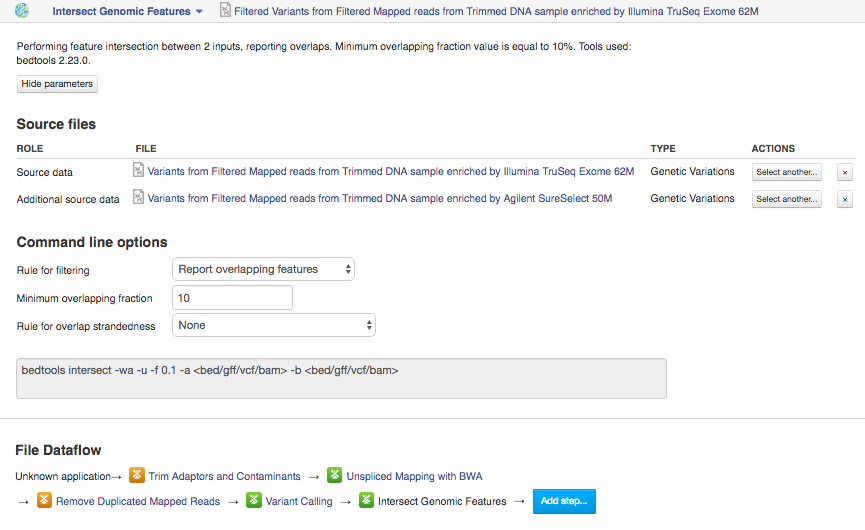 Intersect Genomic Features Filtered Variants from Filtered Mapped reads from Trimmed DNA sample enriched by Illumina TruSeq Exome 62M
Performing feature intersection between 2 inputs, reporting overlaps. Minimum overlapping fraction value is equal to 10%. Tools used:
bedtools 2.23.0.
Hide parameters
Source files
ROLE FILE TYPE ACTIONS
Source data Variants from Filtered Mapped reads from Trimmed DNA sample enriched by Illumina TruSeq Exome 62M Genetic Variations Select another... ×
Additional source data Variants from Filtered Mapped reads from Trimmed DNA sample enriched by Agilent SureSelect 50M Genetic Variations Select another... ×
Command line options
Rule for filtering Report overlapping features
Minimum overlapping fraction 10
Rule for overlap strandedness None
bedtools intersect -wa -u -f 0.1 -a <bed/gff/vcf/bam> -b <bed/gff/vcf/bam>
File Dataflow
Unknown application→ Trim Adaptors and Contaminants → Unspliced Mapping with BWA
→ Remove Duplicated Mapped Reads → Variant Calling → Intersect Genomic Features → Add step...